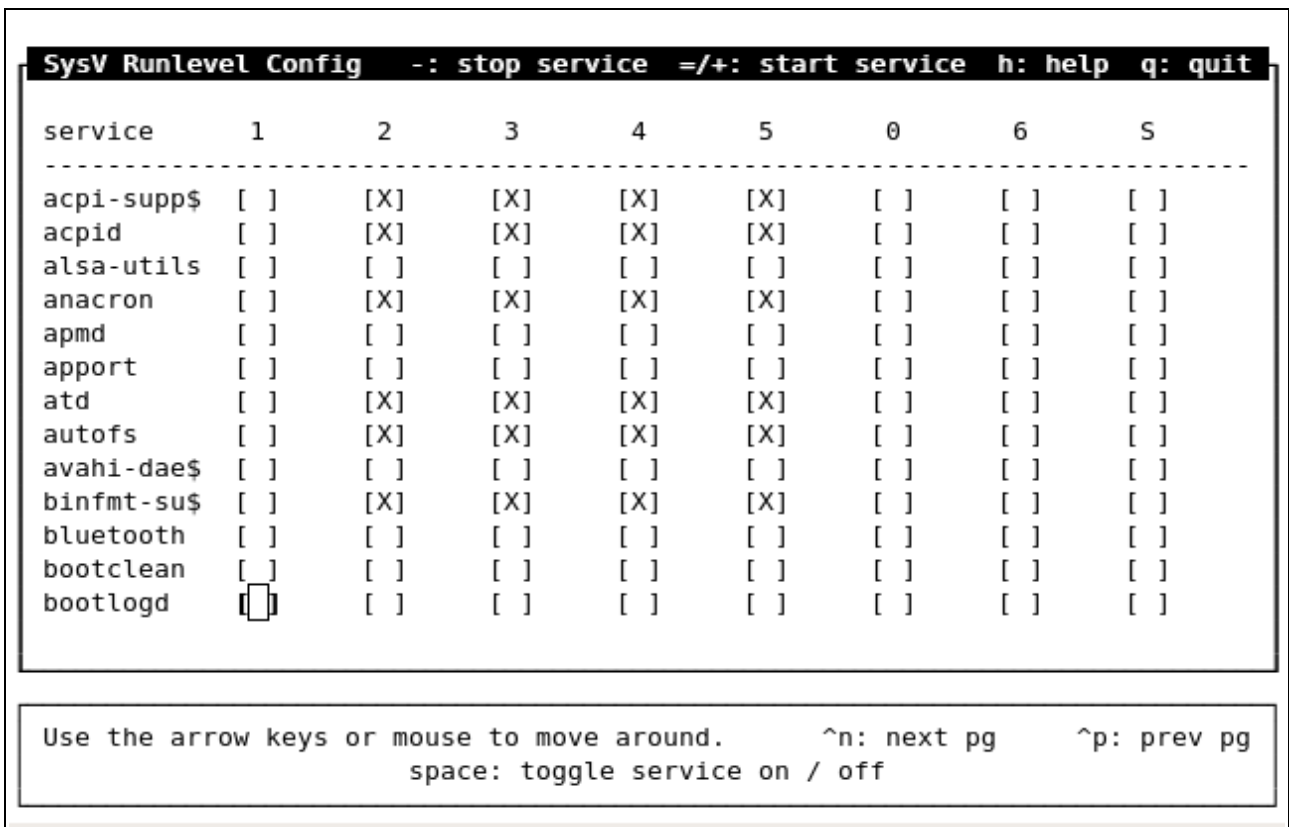 SysV Runlevel Config   -: stop service  =/+: start service  h: help  q: quit
service      1       2       3       4       5       0       6       S
----------------------------------------------------------------------------
acpi-supp$  [ ]     [X]     [X]     [X]     [X]     [ ]     [ ]     [ ]
acpid       [ ]     [X]     [X]     [X]     [X]     [ ]     [ ]     [ ]
alsa-utils  [ ]     [ ]     [ ]     [ ]     [ ]     [ ]     [ ]     [ ]
anacron     [ ]     [X]     [X]     [X]     [X]     [ ]     [ ]     [ ]
apmd        [ ]     [ ]     [ ]     [ ]     [ ]     [ ]     [ ]     [ ]
apport      [ ]     [ ]     [ ]     [ ]     [ ]     [ ]     [ ]     [ ]
atd         [ ]     [X]     [X]     [X]     [X]     [ ]     [ ]     [ ]
autofs      [ ]     [X]     [X]     [X]     [X]     [ ]     [ ]     [ ]
avahi-dae$  [ ]     [ ]     [ ]     [ ]     [ ]     [ ]     [ ]     [ ]
binfmt-su$  [ ]     [X]     [X]     [X]     [X]     [ ]     [ ]     [ ]
bluetooth   [ ]     [ ]     [ ]     [ ]     [ ]     [ ]     [ ]     [ ]
bootclean   [ ]     [ ]     [ ]     [ ]     [ ]     [ ]     [ ]     [ ]
bootlogd    [ ]     [ ]     [ ]     [ ]     [ ]     [ ]     [ ]     [ ]
Use the arrow keys or mouse to move around.      ^n: next pg     ^p: prev pg
space: toggle service on / off